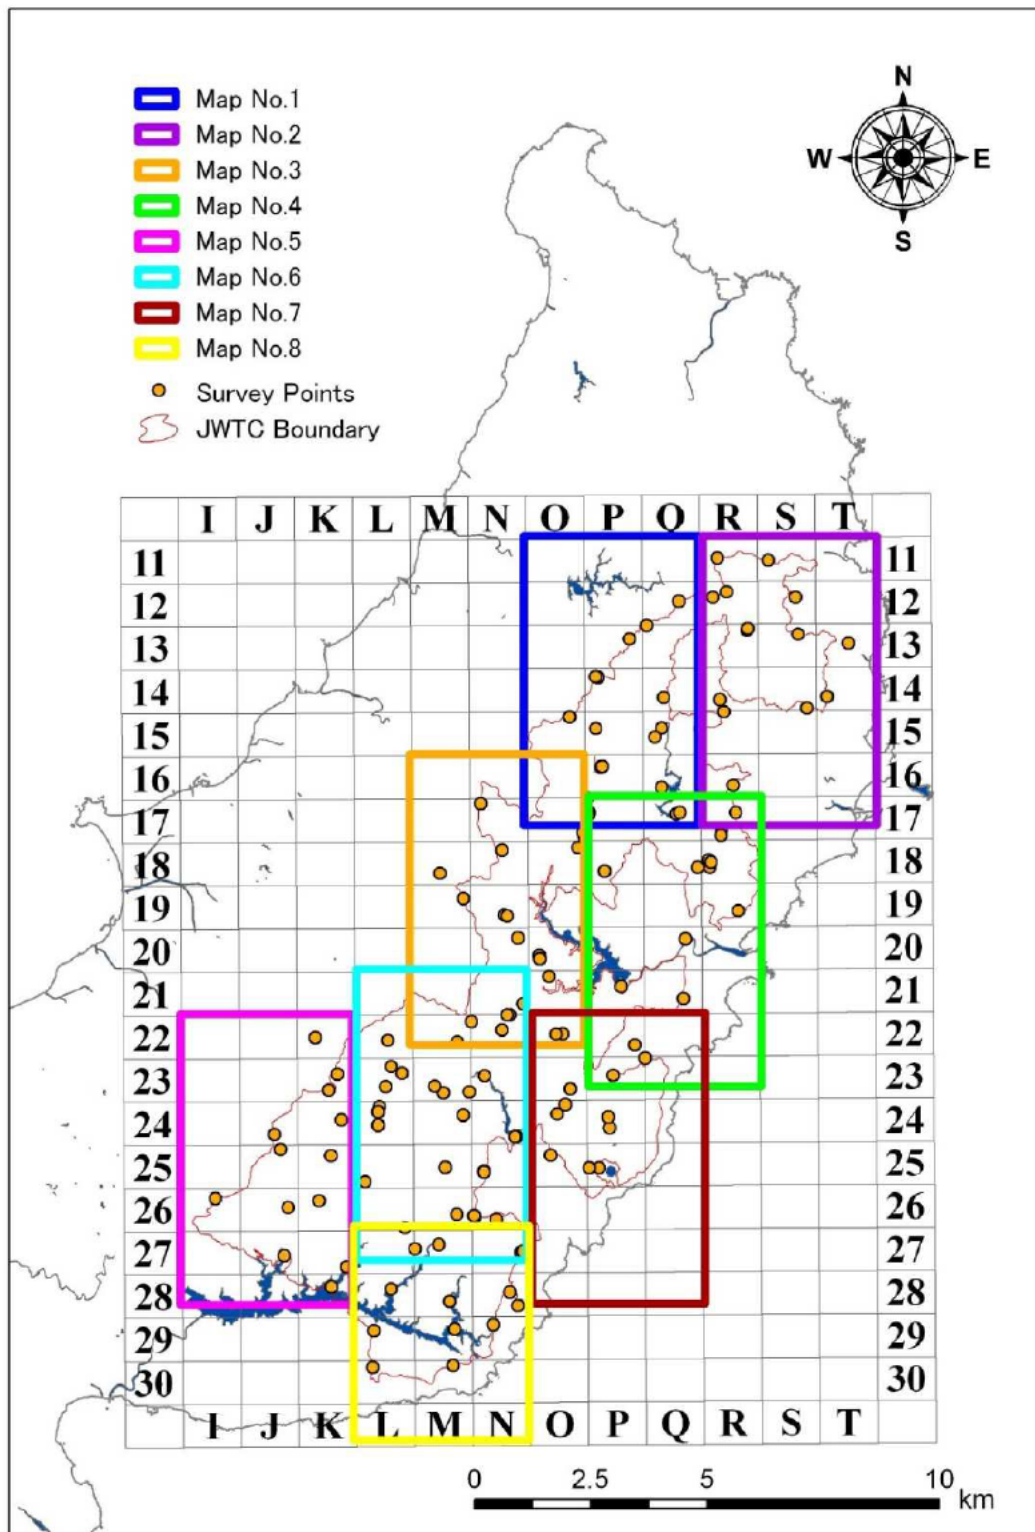 N
W E
S
Map No.1
Map No.2
Map No.3
Map No.4
Map No.5
Map No.6
Map No.7
Map No.8
Survey Points
JWTC Boundary
I J K L M N O P Q R S T
11 11
12 12
13 13
14 14
15 15
16 16
17 17
18 18
19 19
20 20
21 21
22 22
23 23
24 24
25 25
26 26
27 27
28 28
29 29
30 30
I J K L M N O P Q R S T
0 2.5 5 10
km